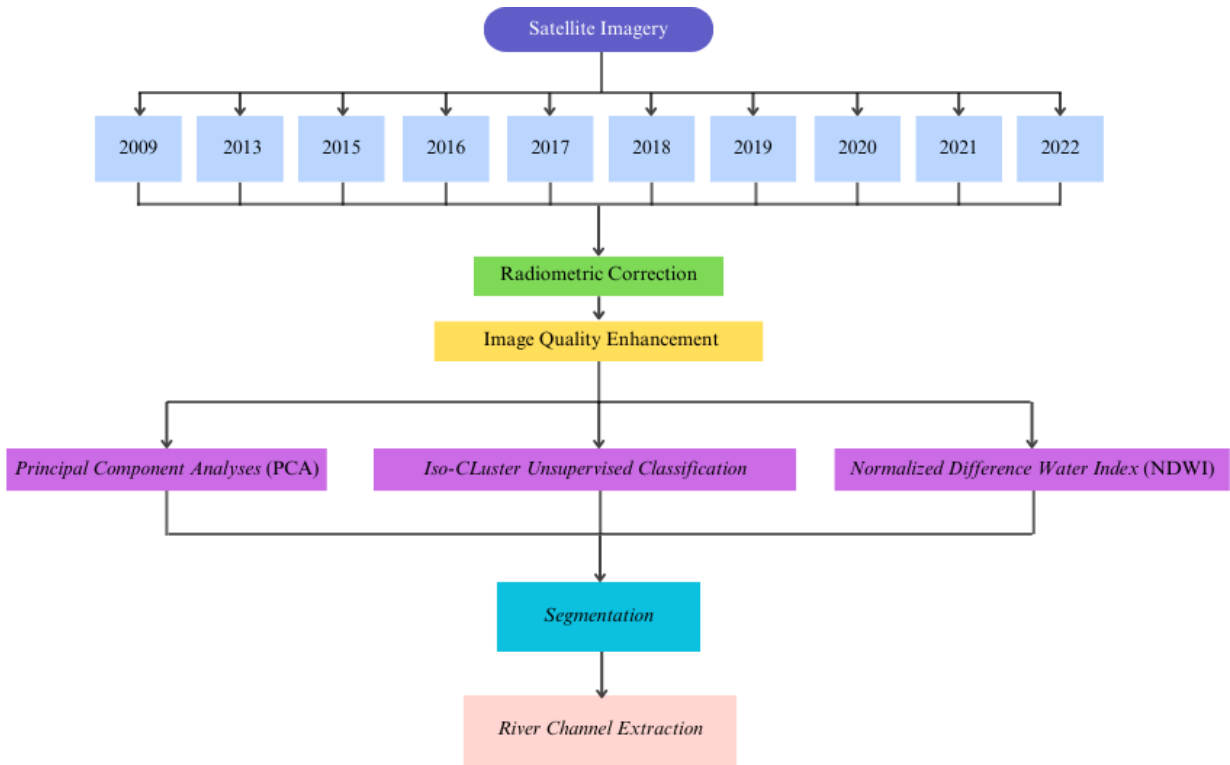 Satellite Imagery
2009 2013 2015 2016 2017 2018 2019 2020 2021 2022
Radiometric Correction
Image Quality Enhancement
Principal Component Analyses (PCA) Iso-CLuster Unsupervised Classification Normalized Difference Water Index (NDWI)
Segmentation
River Channel Extraction